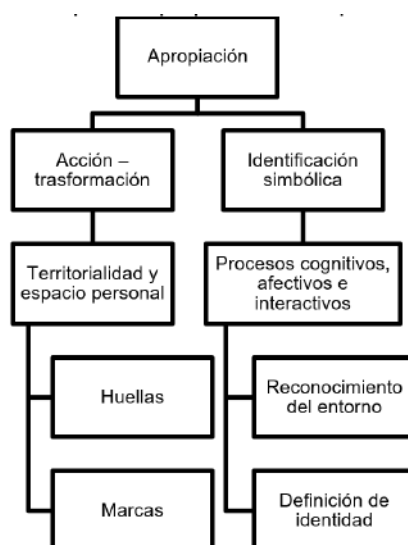 Apropiación
Acción –
trasformación
Identificación
simbólica
Territorialidad y
espacio personal
Procesos cognitivos,
afectivos e
interactivos
Huellas
Reconocimiento
del entorno
Marcas
Definición de
identidad